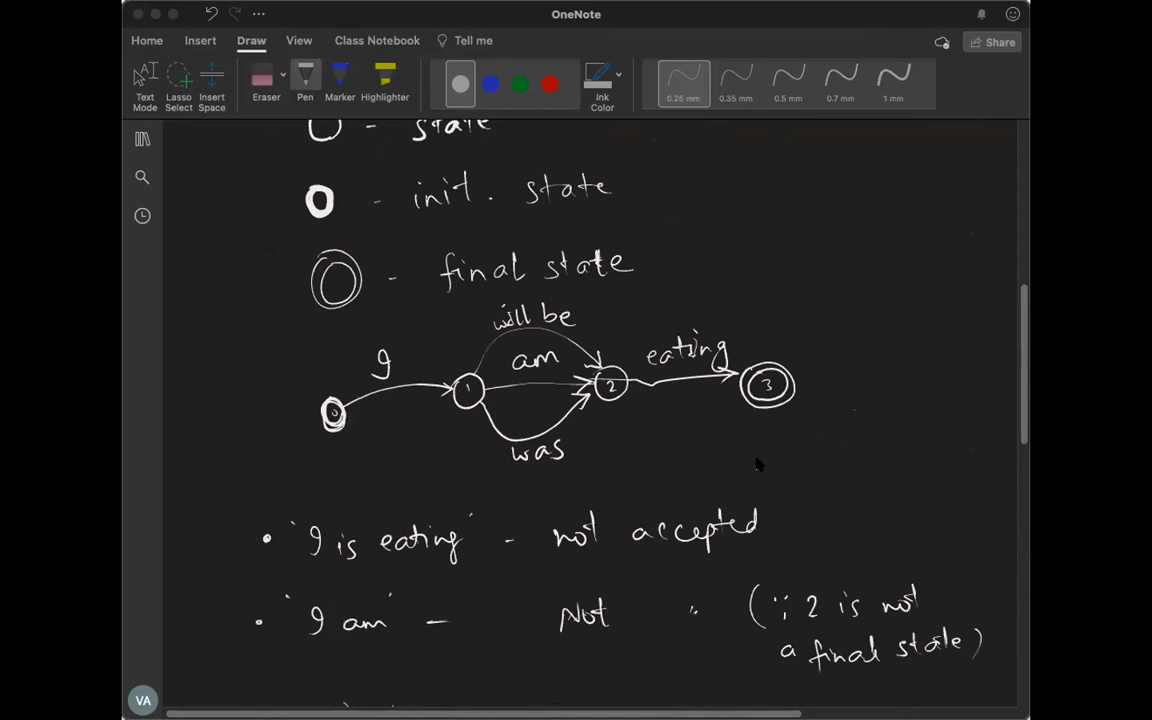 OneNote
Home Insert Draw View Class Notebook Tell me
Share
Text Mode
Lasso Select
Insert Space
Eraser
Pen
Marker
Highlighter
Ink Color
0.25 mm
0.35 mm
0.5 mm
0.7 mm
1 mm
- state
- init. state
- final state
will be
I
am
eating
0
1
2
3
was
• 'I is eating' - not accepted
• 'I am' - Not " (∵ 2 is not
a final state)
VA